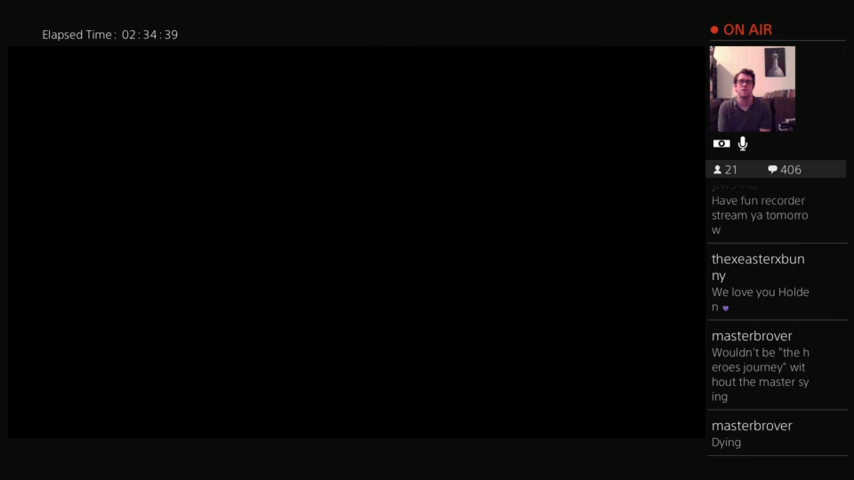 Elapsed Time: 02:34:39
ON AIR
21 406
Have fun recorder
stream ya tomorro
w
thexeasterxbun
ny
We love you Holde
n
masterbrover
Wouldn't be "the h
eroes journey" wit
hout the master sy
ing
masterbrover
Dying